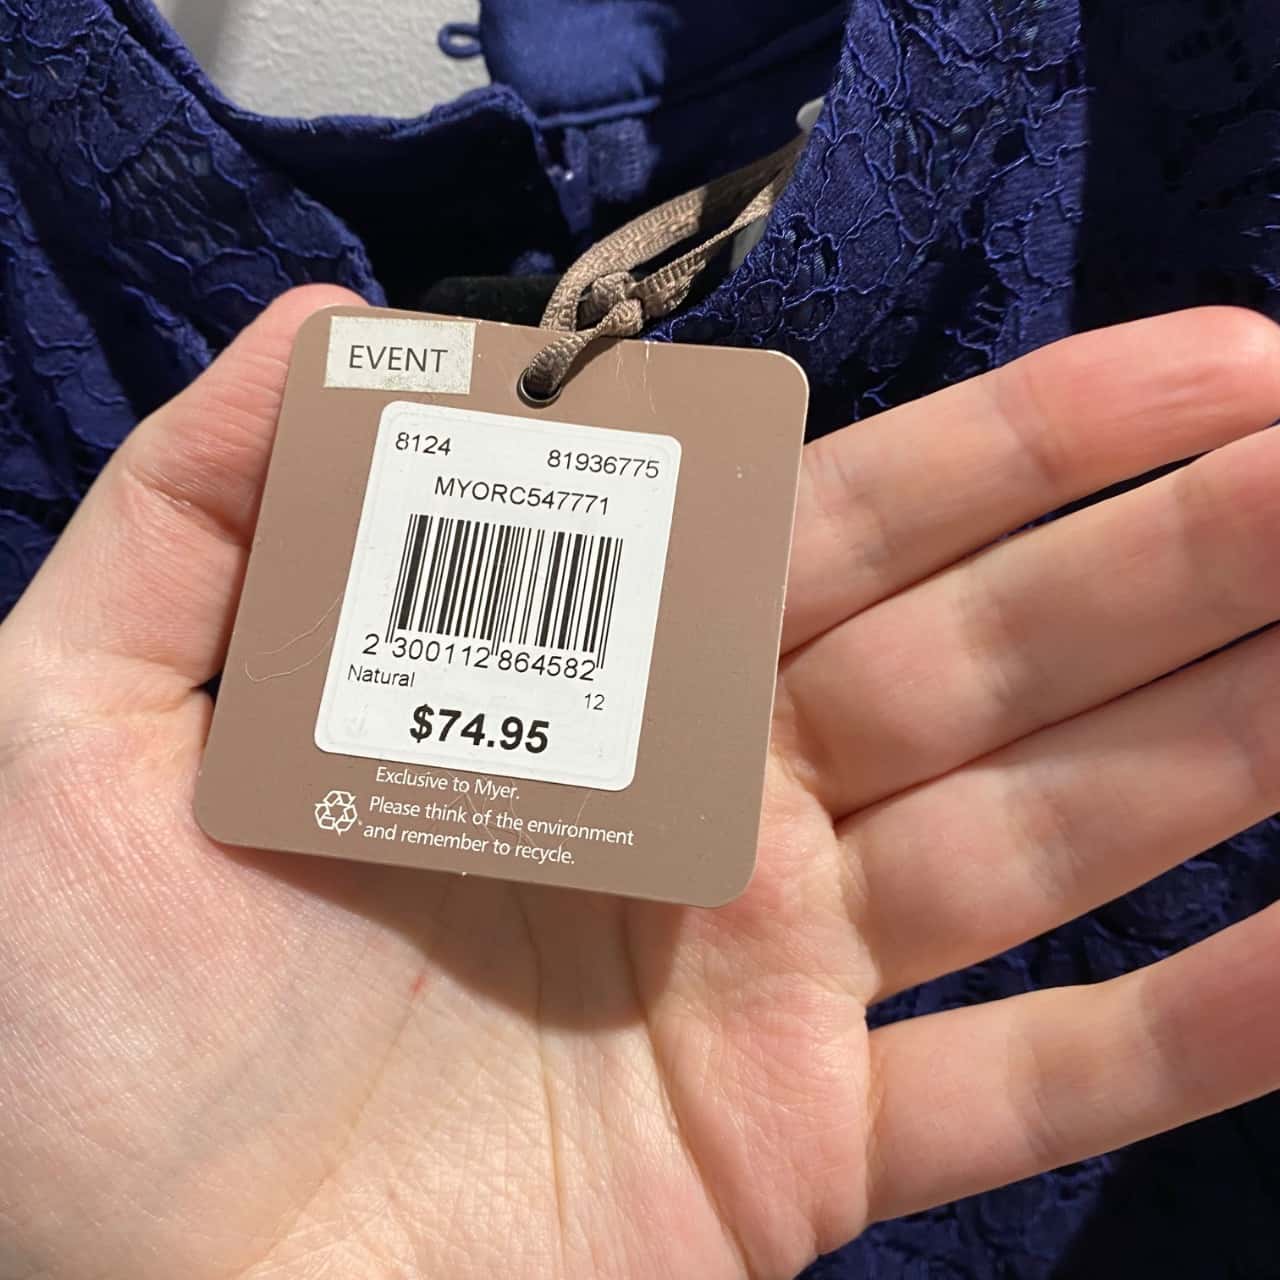 EVENT
8124 81936775
MYORC547771
2 300112 864582
Natural 12
$74.95
Exclusive to Myer.
Please think of the environment
and remember to recycle.